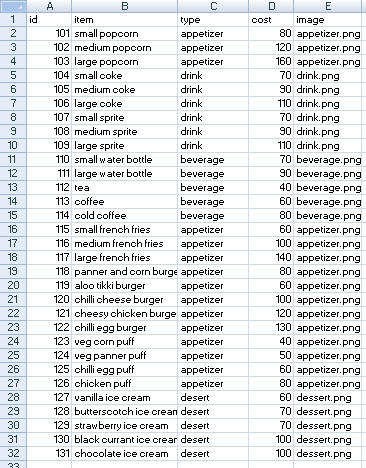 A B C D E
1 id item type cost image
2 101 small popcorn appetizer 80 appetizer.png
3 102 medium popcorn appetizer 120 appetizer.png
4 103 large popcorn appetizer 160 appetizer.png
5 104 small coke drink 70 drink.png
6 105 medium coke drink 90 drink.png
7 106 large coke drink 110 drink.png
8 107 small sprite drink 70 drink.png
9 108 medium sprite drink 90 drink.png
10 109 large sprite drink 110 drink.png
11 110 small water bottle beverage 70 beverage.png
12 111 large water bottle beverage 90 beverage.png
13 112 tea beverage 40 beverage.png
14 113 coffee beverage 60 beverage.png
15 114 cold coffee beverage 80 beverage.png
16 115 small french fries appetizer 60 appetizer.png
17 116 medium french fries appetizer 100 appetizer.png
18 117 large french fries appetizer 140 appetizer.png
19 118 panner and corn burge appetizer 80 appetizer.png
20 119 aloo tikki burger appetizer 60 appetizer.png
21 120 chilli cheese burger appetizer 100 appetizer.png
22 121 cheesy chicken burge appetizer 120 appetizer.png
23 122 chilli egg burger appetizer 130 appetizer.png
24 123 veg corn puff appetizer 40 appetizer.png
25 124 veg panner puff appetizer 50 appetizer.png
26 125 chilli egg puff appetizer 60 appetizer.png
27 126 chicken puff appetizer 80 appetizer.png
28 127 vanilla ice cream desert 60 dessert.png
29 128 butterscotch ice crean desert 70 dessert.png
30 129 strawberry ice cream desert 70 dessert.png
31 130 black currant ice crean desert 100 dessert.png
32 131 chocolate ice cream desert 100 dessert.png
33